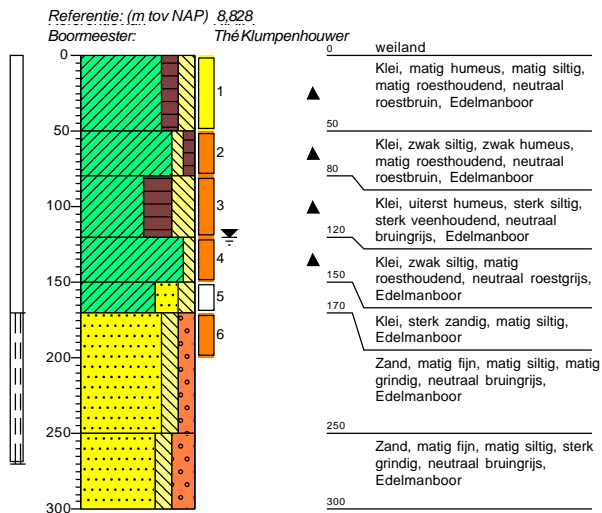 Referentie: (m tov NAP) 8,828
Boormeester: Thé Klumpenhouwer
0
50
100
150
200
250
300
1
2
3
4
5
6
0 weiland
Klei, matig humeus, matig siltig,
matig roesthoudend, neutraal
roestbruin, Edelmanboor
50
Klei, zwak siltig, zwak humeus,
matig roesthoudend, neutraal
roestbruin, Edelmanboor
80
Klei, uiterst humeus, sterk siltig,
sterk veenhoudend, neutraal
bruingrijs, Edelmanboor
120
Klei, zwak siltig, matig
roesthoudend, neutraal roestgrijs,
Edelmanboor
150
Klei, sterk zandig, matig siltig,
Edelmanboor
170
Zand, matig fijn, matig siltig, matig
grindig, neutraal bruingrijs,
Edelmanboor
250
Zand, matig fijn, matig siltig, sterk
grindig, neutraal bruingrijs,
Edelmanboor
300